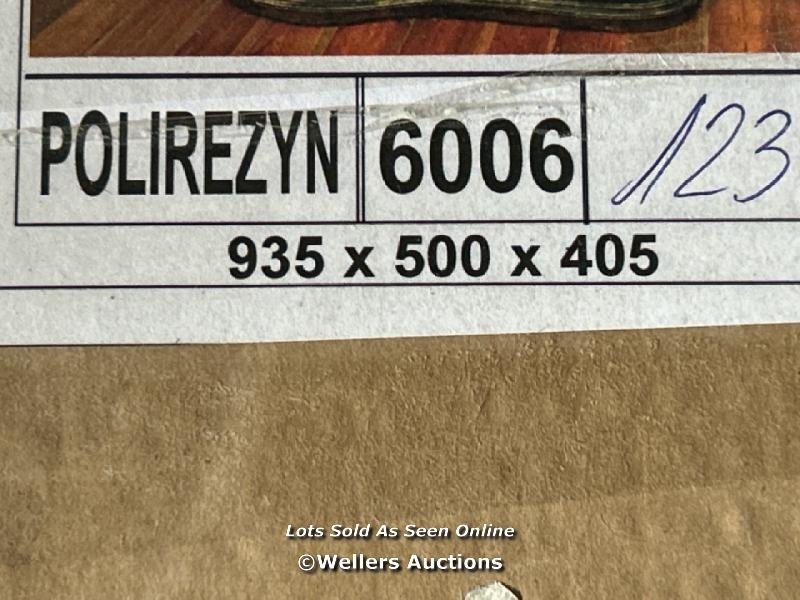 POLIREZYN 6006 123
935 x 500 x 405
Lots Sold As Seen Online
©Wellers Auctions